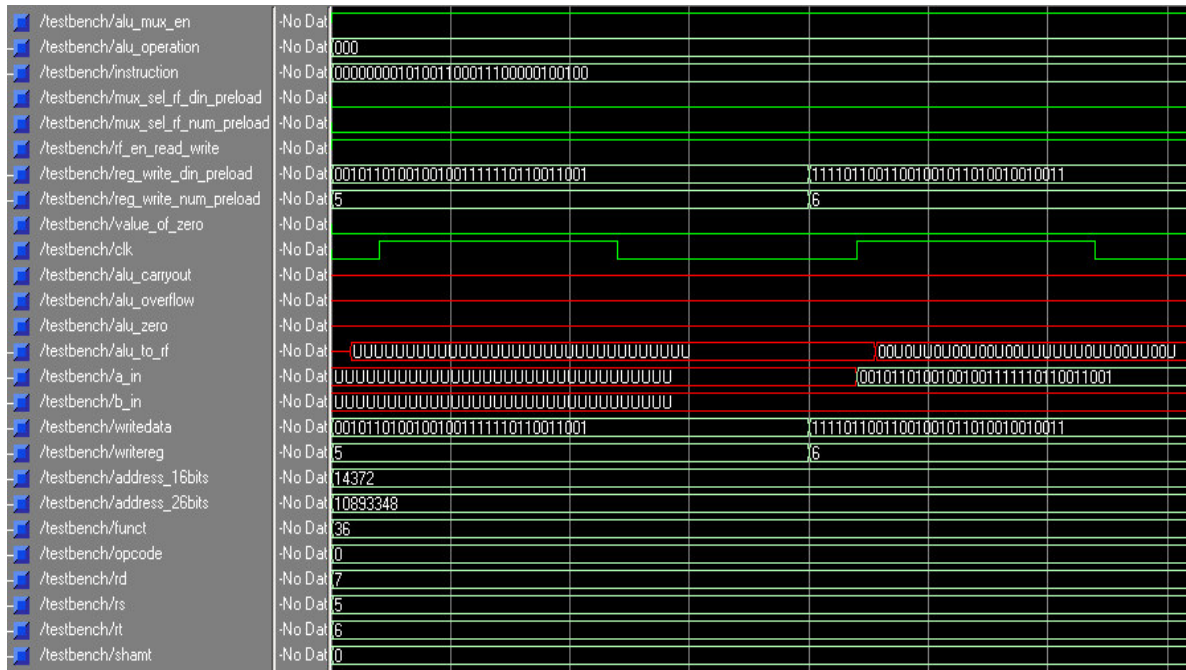 /testbench/alu_mux_en -No Dat
/testbench/alu_operation -No Dat 000
/testbench/instruction -No Dat 00000000101001100011100000100100
/testbench/mux_sel_rf_din_preload -No Dat
/testbench/mux_sel_rf_num_preload -No Dat
/testbench/rf_en_read_write -No Dat
/testbench/reg_write_din_preload -No Dat 00101101001001001111110110011001 11110110011001001011010010010011
/testbench/reg_write_num_preload -No Dat 5 6
/testbench/value_of_zero -No Dat
/testbench/clk -No Dat
/testbench/alu_carryout -No Dat
/testbench/alu_overflow -No Dat
/testbench/alu_zero -No Dat
/testbench/alu_to_rf -No Dat UUUUUUUUUUUUUUUUUUUUUUUUUUUUUUUU 00U0UU0U00U00U00UUUUUU0UU00UU00U
/testbench/a_in -No Dat UUUUUUUUUUUUUUUUUUUUUUUUUUUUUUUU 00101101001001001111110110011001
/testbench/b_in -No Dat UUUUUUUUUUUUUUUUUUUUUUUUUUUUUUUU
/testbench/writedata -No Dat 00101101001001001111110110011001 11110110011001001011010010010011
/testbench/writereg -No Dat 5 6
/testbench/address_16bits -No Dat 14372
/testbench/address_26bits -No Dat 10893348
/testbench/funct -No Dat 36
/testbench/opcode -No Dat 0
/testbench/rd -No Dat 7
/testbench/rs -No Dat 5
/testbench/rt -No Dat 6
/testbench/shamt -No Dat 0